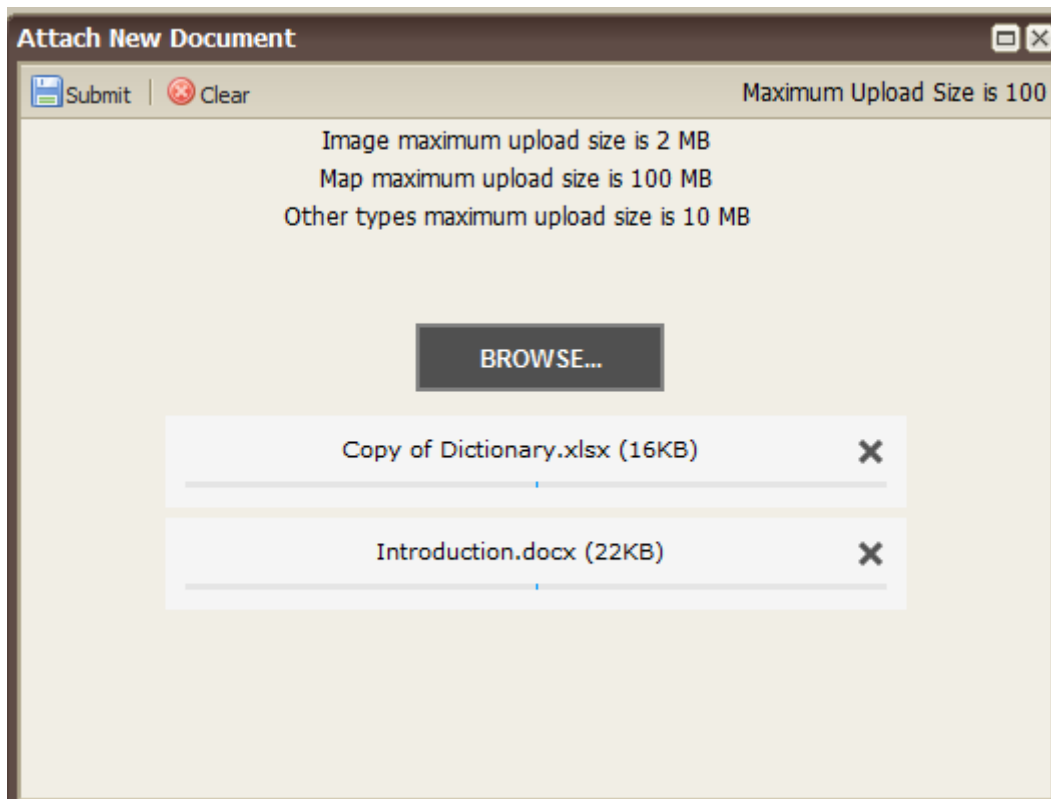 Attach New Document
Submit Clear Maximum Upload Size is 100
Image maximum upload size is 2 MB
Map maximum upload size is 100 MB
Other types maximum upload size is 10 MB
BROWSE...
Copy of Dictionary.xlsx (16KB)
Introduction.docx (22KB)